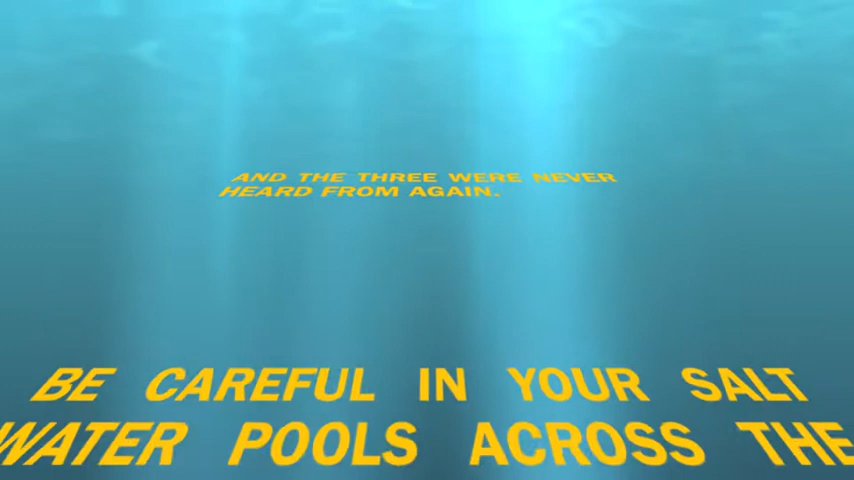 AND THE THREE WERE NEVER
HEARD FROM AGAIN.
BE CAREFUL IN YOUR SALT
WATER POOLS ACROSS THE